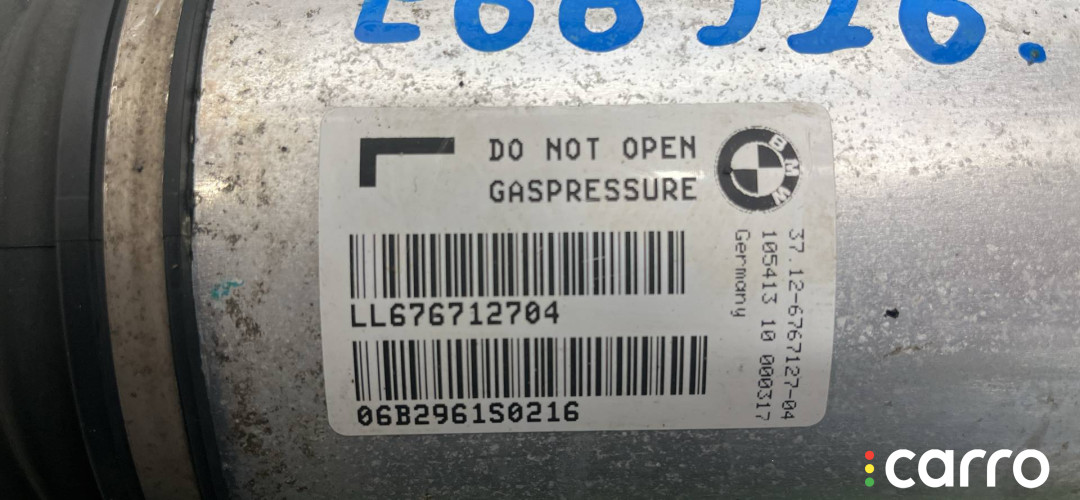 DO NOT OPEN
GASPRESSURE
BMW
LL676712704
06B2961S0216
37.12-6767127-04
105413 10 000317
Germany
carro